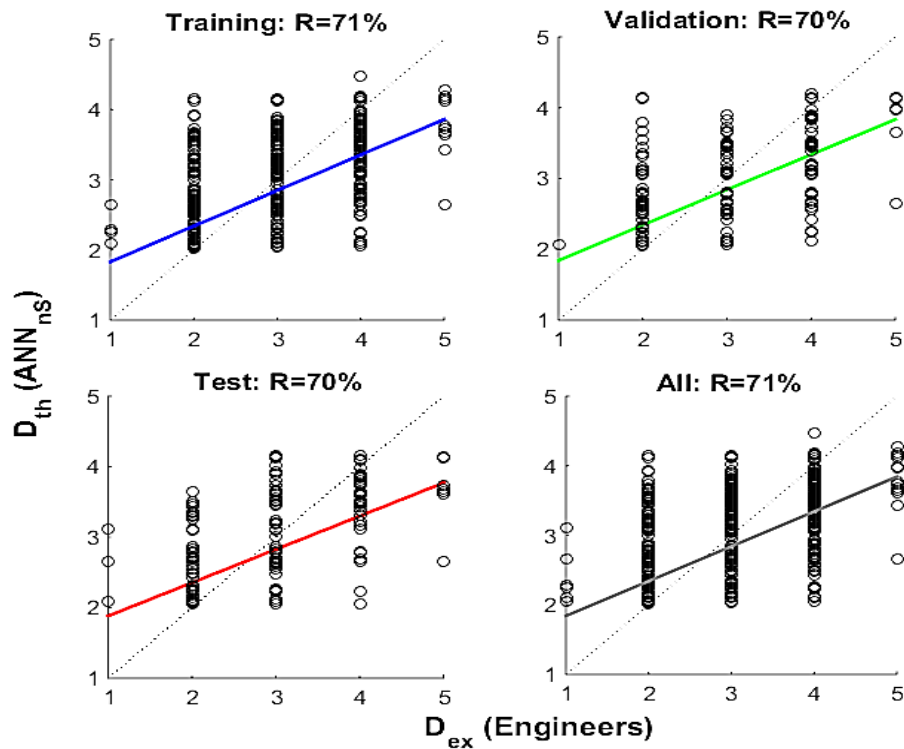 Training: R=71%
5
4
3
2
1
1 2 3 4 5
Validation: R=70%
5
4
3
2
1
1 2 3 4 5
D_th (ANN_nS)
Test: R=70%
5
4
3
2
1
1 2 3 4 5
All: R=71%
5
4
3
2
1
1 2 3 4 5
D_ex (Engineers)